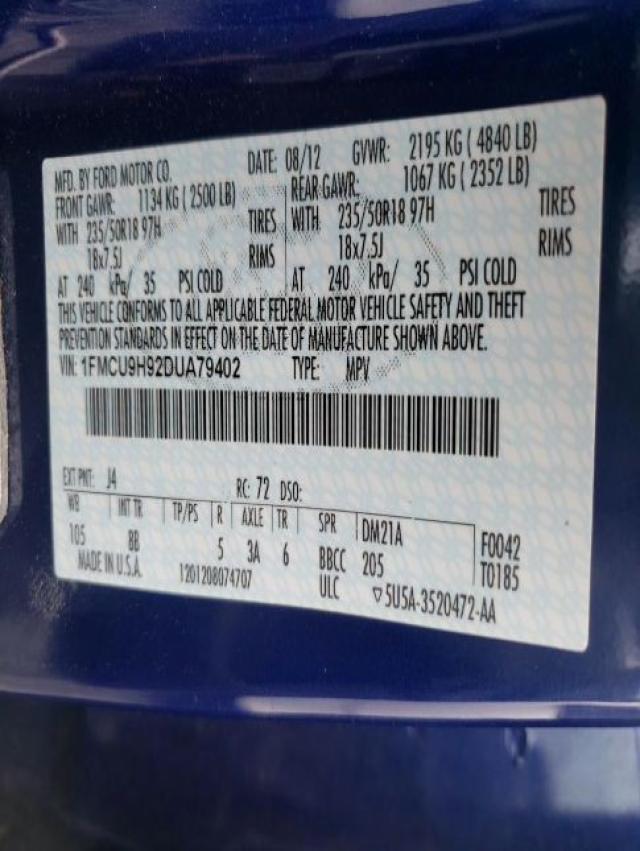 MFD. BY FORD MOTOR CO. DATE: 08/12 GVWR: 2195 KG ( 4840 LB)
FRONT GAWR: 1134 KG ( 2500 LB) REAR GAWR: 1067 KG ( 2352 LB)
WITH 235/50R18 97H TIRES WITH 235/50R18 97H TIRES
18x7.5J RIMS 18x7.5J RIMS
AT 240 kPa/ 35 PSI COLD AT 240 kPa/ 35 PSI COLD
THIS VEHICLE CONFORMS TO ALL APPLICABLE FEDERAL MOTOR VEHICLE SAFETY AND THEFT
PREVENTION STANDARDS IN EFFECT ON THE DATE OF MANUFACTURE SHOWN ABOVE.
VIN: 1FMCU9H92DUA79402 TYPE: MPV
EXT PNT: J4 RC: 72 DSO:
WB INT TR TP/PS R AXLE TR SPR DM21A F0042
105 8B 5 3A 6 BBCC 205 T0185
MADE IN U.S.A. 1201208074707 ULC ▽5U5A-3520472-AA